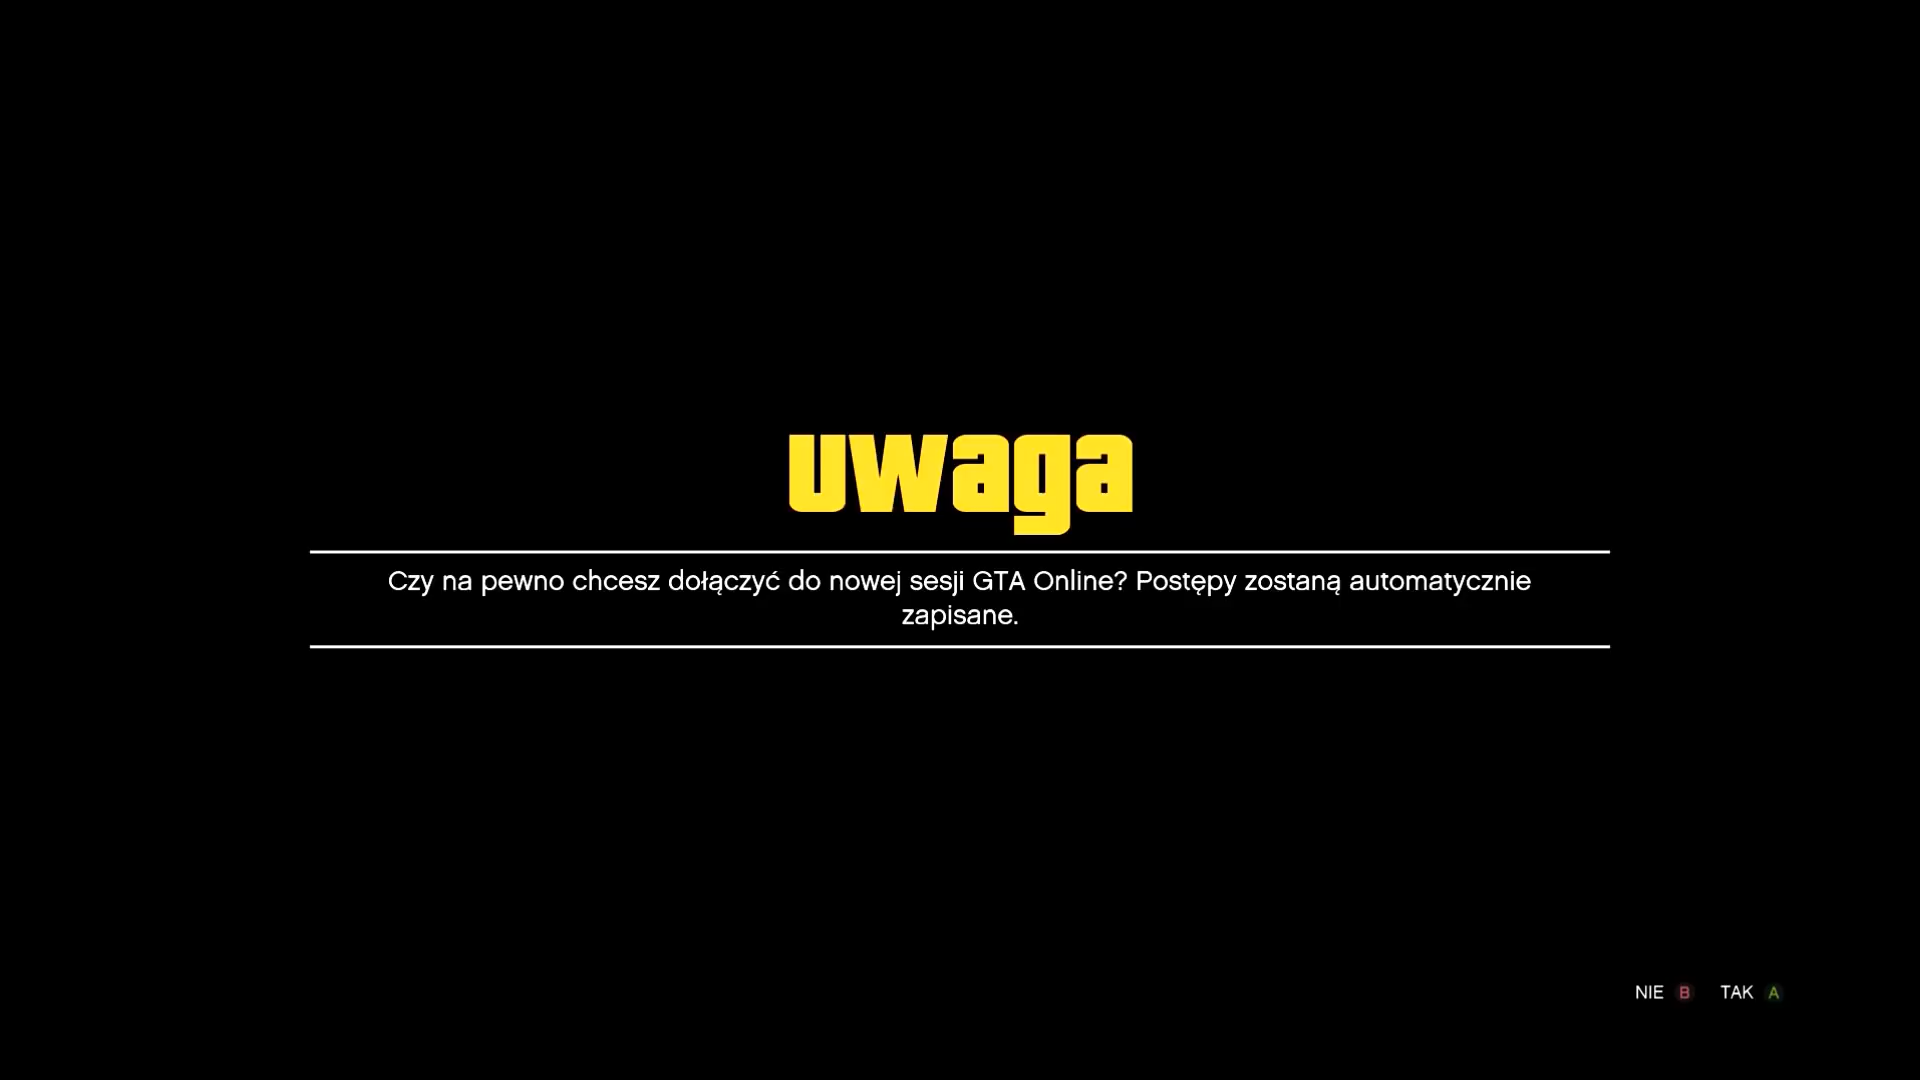 uwaga
Czy na pewno chcesz dołączyć do nowej sesji GTA Online? Postępy zostaną automatycznie
zapisane.
NIE B TAK A